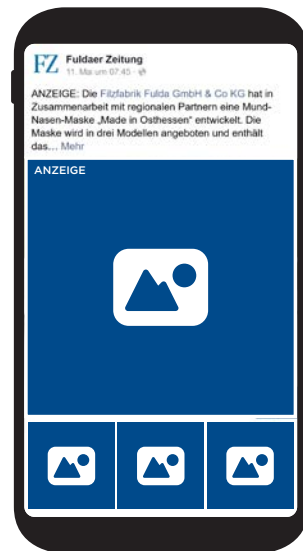 FZ Fuldaer Zeitung
11. Mai um 07:45 ·
ANZEIGE: Die Filzfabrik Fulda GmbH & Co KG hat in
Zusammenarbeit mit regionalen Partnern eine Mund-
Nasen-Maske „Made in Osthessen“ entwickelt. Die
Maske wird in drei Modellen angeboten und enthält
das... Mehr
ANZEIGE